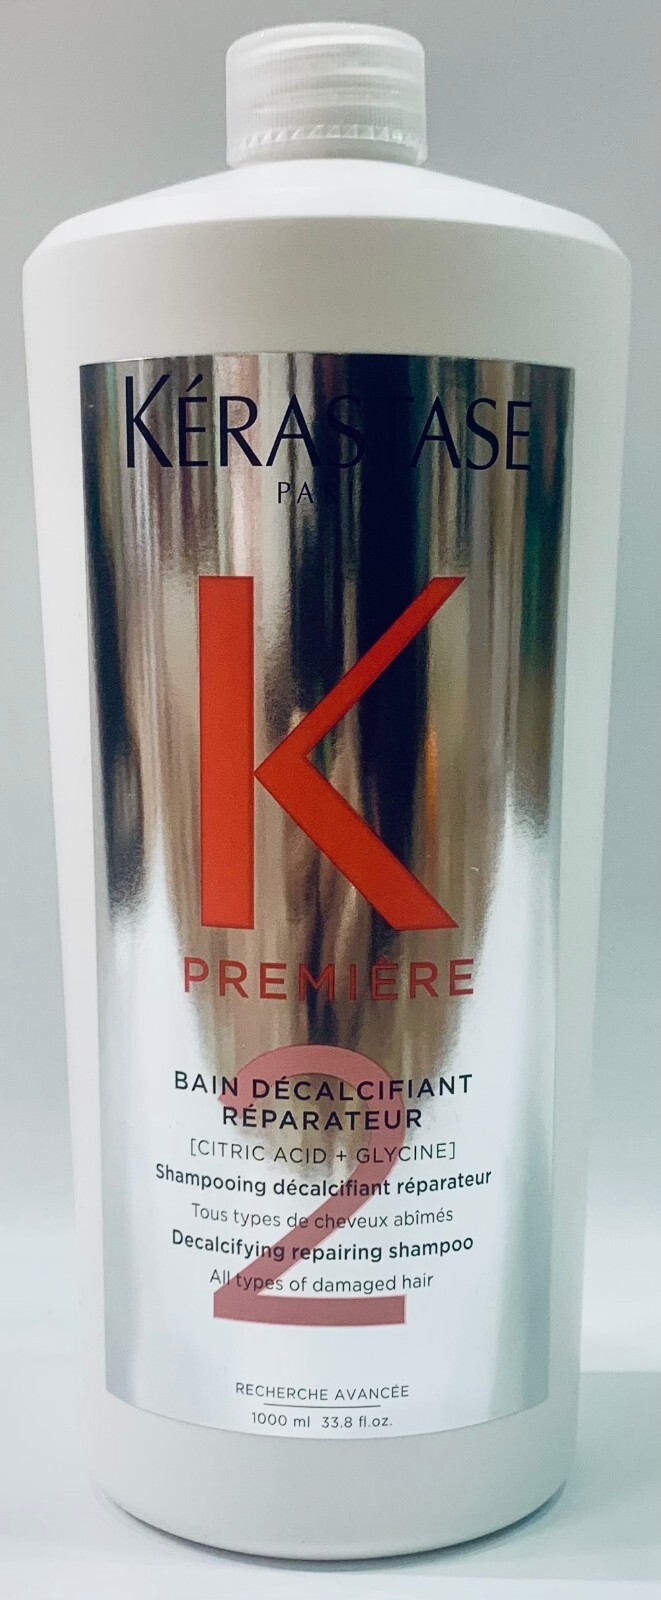 KÉRASTASE
PARIS
K
PREMIÈRE
2
BAIN DÉCALCIFIANT
RÉPARATEUR
[CITRIC ACID + GLYCINE]
Shampooing décalcifiant réparateur
Tous types de cheveux abîmés
Decalcifying repairing shampoo
All types of damaged hair
RECHERCHE AVANCÉE
1000 ml 33.8 fl.oz.